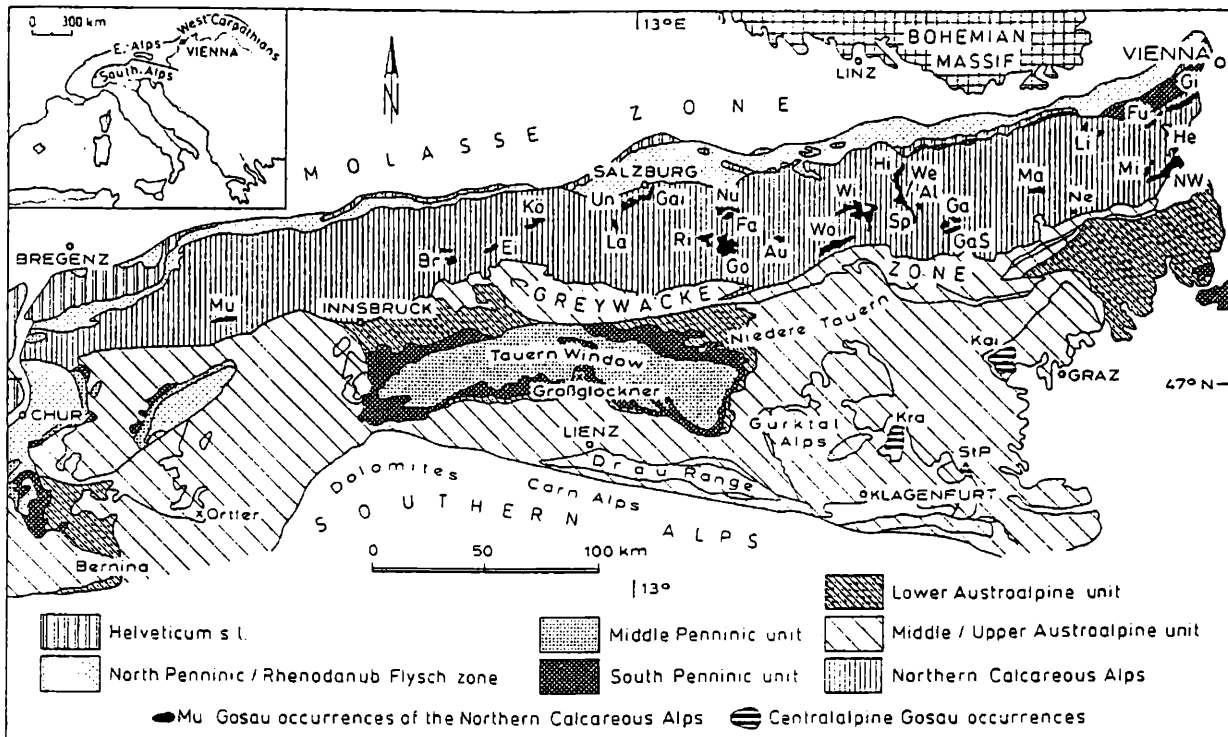 0 300 km
West Carpathians
E. Alps
VIENNA
South. Alps
N
13° E
BOHEMIAN
MASSIF
LINZ
VIENNA
MOLASSE ZONE
SALZBURG
BREGENZ
INNSBRUCK
Mu
Br
El
Kö
Un
Gai
La
Nu
Fa
Ri
Go
Au
Wi
Wo
Hi
We
Al
Sp
Ga
GaS
Ma
Ne
Li
Fu
Gi
He
Mi
NW
GREYWACKE ZONE
Niedere Tauern
Tauern Window
Großglockner
Kai
GRAZ
47° N
CHUR
LIENZ
Gurktal
Alps
Kra
StP
Drau Range
KLAGENFURT
Dolomites
Carn Alps
SOUTHERN ALPS
Ortler
Bernina
0 50 100 km
13°
Lower Austroalpine unit
Helveticum s l.
Middle Penninic unit
Middle / Upper Austroalpine unit
North Penninic / Rhenodanub Flysch zone
South Penninic unit
Northern Calcareous Alps
Mu Gosau occurrences of the Northern Calcareous Alps
Centralalpine Gosau occurrences